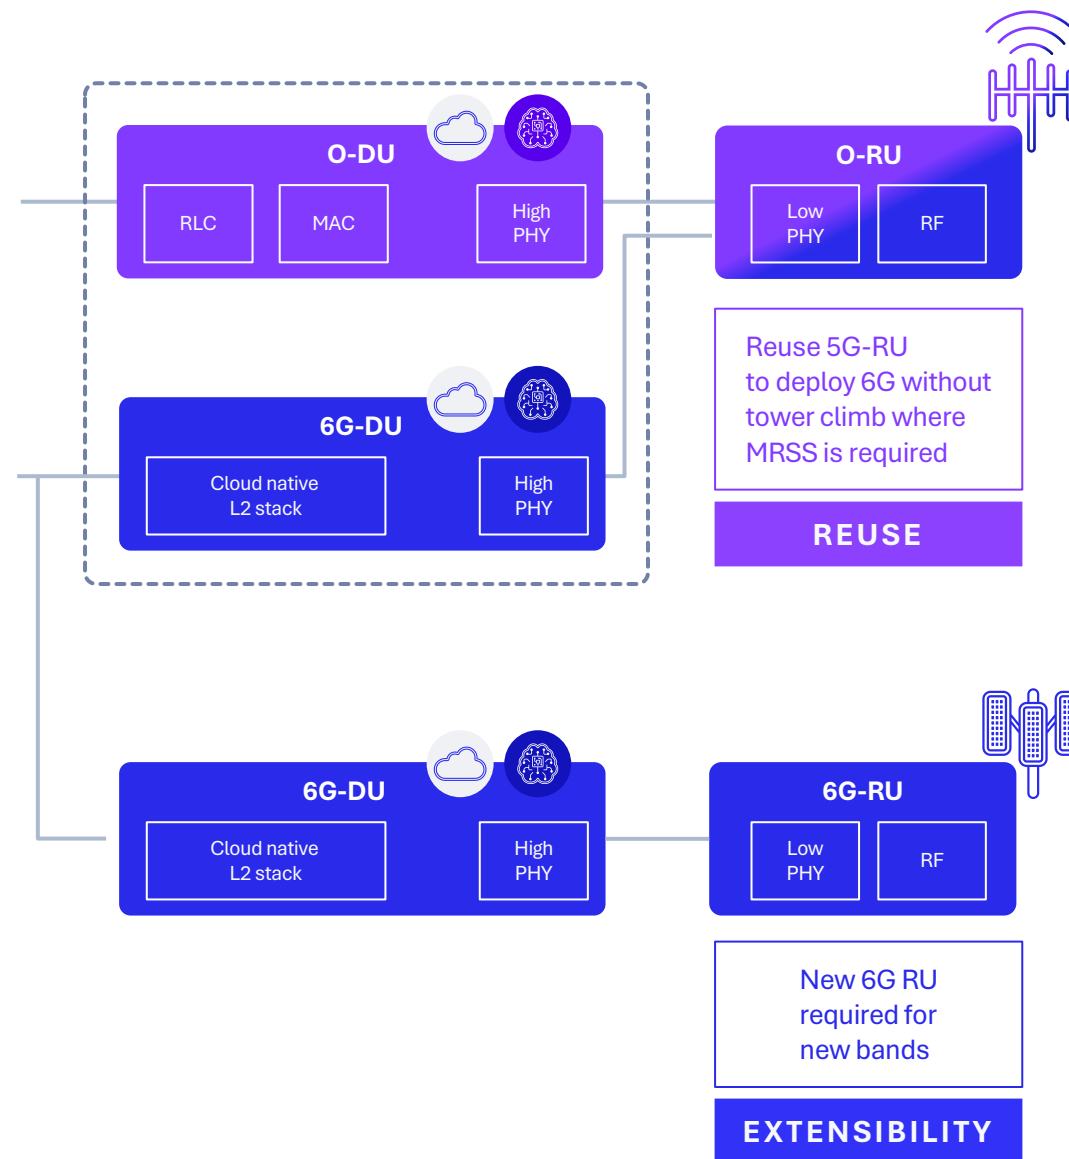 O-DU
RLC
MAC
High
PHY
O-RU
Low
PHY
RF
Reuse 5G-RU
to deploy 6G without
tower climb where
MRSS is required
REUSE
6G-DU
Cloud native
L2 stack
High
PHY
6G-DU
Cloud native
L2 stack
High
PHY
6G-RU
Low
PHY
RF
New 6G RU
required for
new bands
EXTENSIBILITY